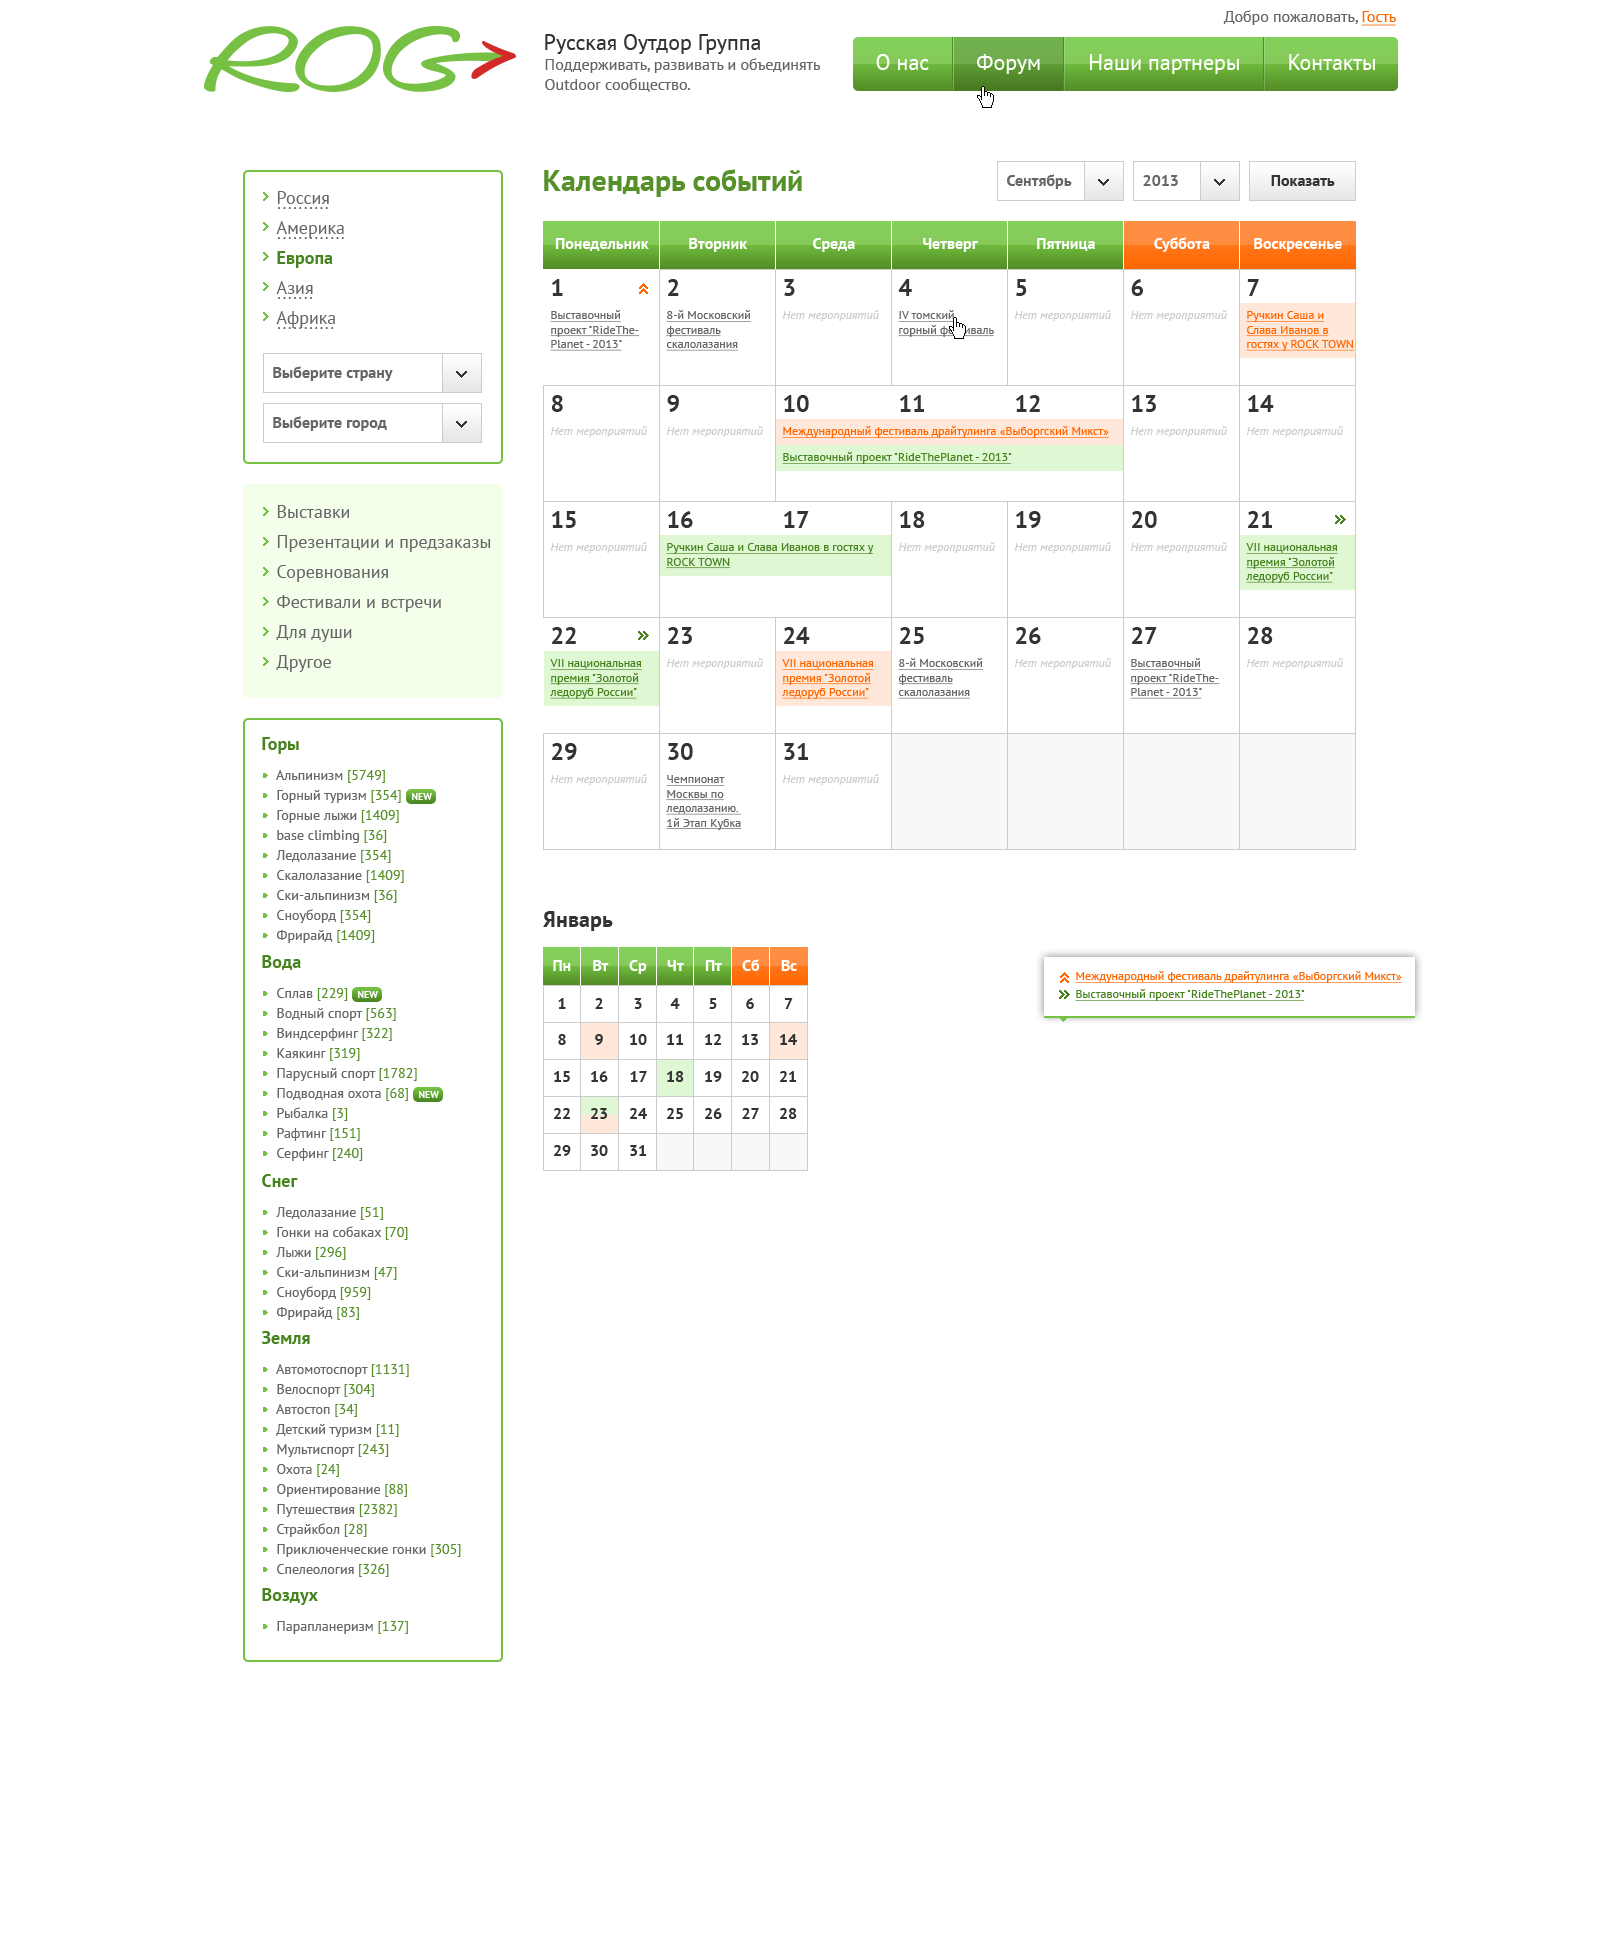 Добро пожаловать, Гость
ROG
Русская Оутдор Группа
Поддерживать, развивать и объединять
Outdoor сообщество.
О нас
Форум
Наши партнеры
Контакты
Россия
Америка
Европа
Азия
Африка
Выберите страну
Выберите город
Выставки
Презентации и предзаказы
Соревнования
Фестивали и встречи
Для души
Другое
Горы
Альпинизм [5749]
Горный туризм [354] NEW
Горные лыжи [1409]
base climbing [36]
Ледолазание [354]
Скалолазание [1409]
Ски-альпинизм [36]
Сноуборд [354]
Фрирайд [1409]
Вода
Сплав [229] NEW
Водный спорт [563]
Виндсерфинг [322]
Каякинг [319]
Парусный спорт [1782]
Подводная охота [68] NEW
Рыбалка [3]
Рафтинг [151]
Серфинг [240]
Снег
Ледолазание [51]
Гонки на собаках [70]
Лыжи [296]
Ски-альпинизм [47]
Сноуборд [959]
Фрирайд [83]
Земля
Автомотоспорт [1131]
Велоспорт [304]
Автостоп [34]
Детский туризм [11]
Мультиспорт [243]
Охота [24]
Ориентирование [88]
Путешествия [2382]
Страйкбол [28]
Приключенческие гонки [305]
Спелеология [326]
Воздух
Парапланеризм [137]
Календарь событий
Сентябрь
2013
Показать
Понедельник Вторник Среда Четверг Пятница Суббота Воскресенье
1
Выставочный
проект "RideThe-
Planet - 2013"
2
8-й Московский
фестиваль
скалолазания
3
Нет мероприятий
4
IV томский
горный фестиваль
5
Нет мероприятий
6
Нет мероприятий
7
Ручкин Саша и
Слава Иванов в
гостях у ROCK TOWN
8
Нет мероприятий
9
Нет мероприятий
10 11 12
Международный фестиваль драйтулинга «Выборгский Микст»
Выставочный проект "RideThePlanet - 2013"
13
Нет мероприятий
14
Нет мероприятий
15
Нет мероприятий
16 17
Ручкин Саша и Слава Иванов в гостях у
ROCK TOWN
18
Нет мероприятий
19
Нет мероприятий
20
Нет мероприятий
21
VII национальная
премия "Золотой
ледоруб России"
22
VII национальная
премия "Золотой
ледоруб России"
23
Нет мероприятий
24
VII национальная
премия "Золотой
ледоруб России"
25
8-й Московский
фестиваль
скалолазания
26
Нет мероприятий
27
Выставочный
проект "RideThe-
Planet - 2013"
28
Нет мероприятий
29
Нет мероприятий
30
Чемпионат
Москвы по
ледолазанию.
1й Этап Кубка
31
Нет мероприятий
Январь
Пн Вт Ср Чт Пт Сб Вс
1 2 3 4 5 6 7
8 9 10 11 12 13 14
15 16 17 18 19 20 21
22 23 24 25 26 27 28
29 30 31
Международный фестиваль драйтулинга «Выборгский Микст»
Выставочный проект "RideThePlanet - 2013"